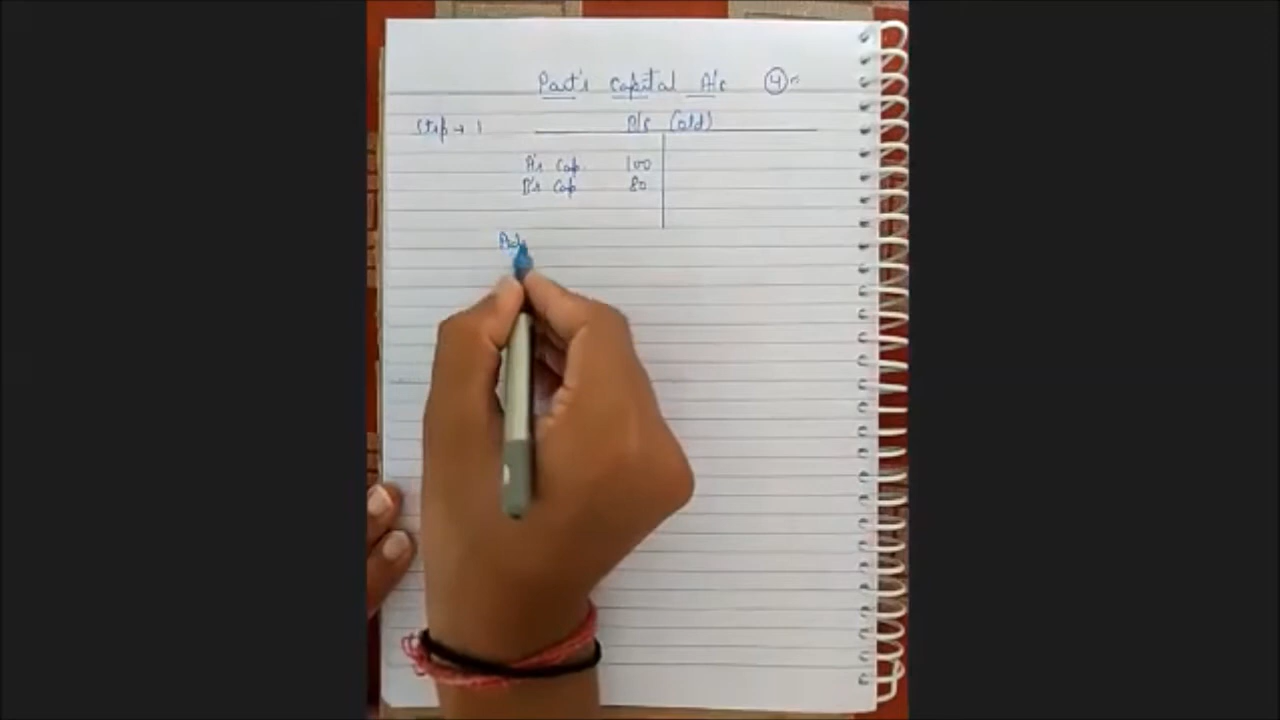 Part's Capital A/c ④
Step → 1 B/S (old)
A's Cap 100
B's Cap 80